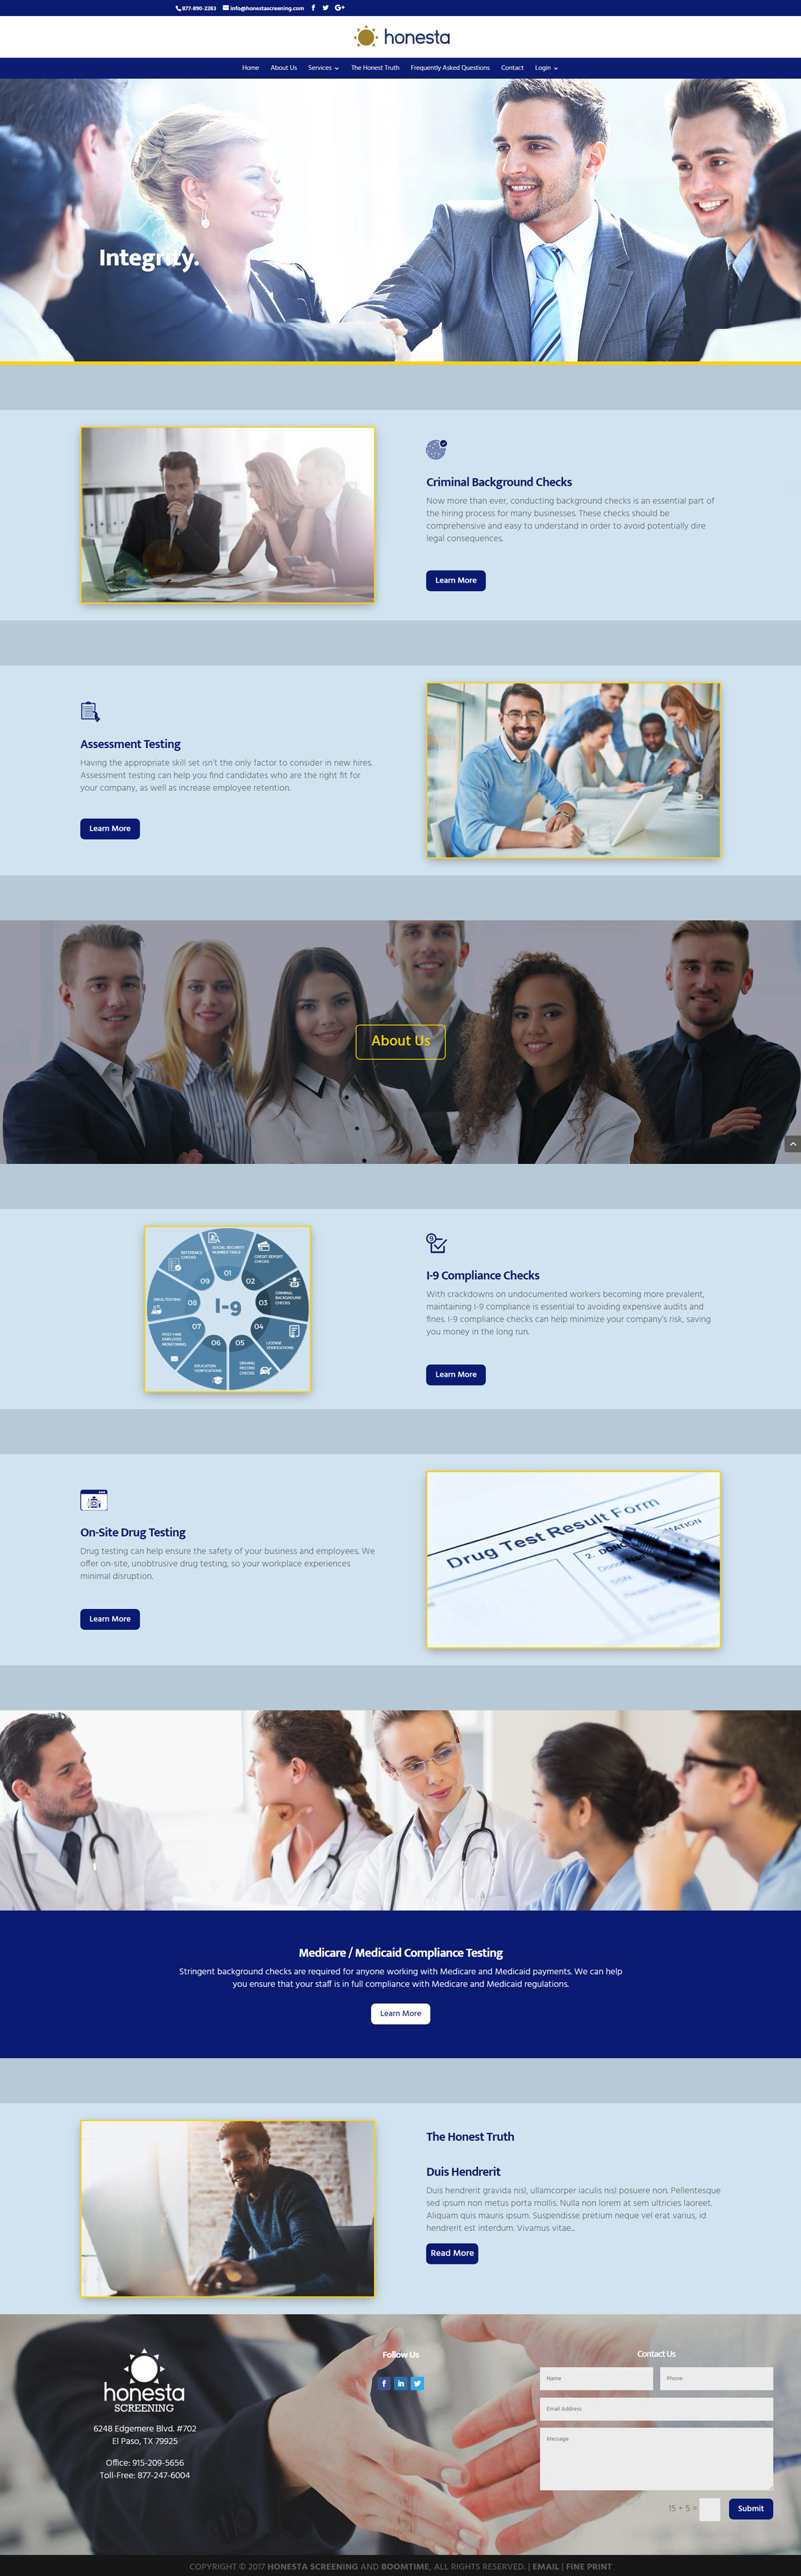 877-890-2283 info@honestascreening.com
honesta
Home About Us Services The Honest Truth Frequently Asked Questions Contact Login
Integrity.
Criminal Background Checks
Now more than ever, conducting background checks is an essential part of
the hiring process for many businesses. These checks should be
comprehensive and easy to understand in order to avoid potentially dire
legal consequences.
Learn More
Assessment Testing
Having the appropriate skill set isn't the only factor to consider in new hires.
Assessment testing can help you find candidates who are the right fit for
your company, as well as increase employee retention.
Learn More
About Us
I-9
01
SOCIAL SECURITY
NUMBER TRACE
02
CREDIT REPORT
CHECKS
03
CRIMINAL
BACKGROUND
CHECKS
04
LICENSE
VERIFICATIONS
05
DRIVING
RECORD
CHECKS
06
EDUCATION
VERIFICATIONS
07
POST-HIRE
EMPLOYEE
MONITORING
08
DRUG TESTING
09
REFERENCE
CHECKS
9
I-9 Compliance Checks
With crackdowns on undocumented workers becoming more prevalent,
maintaining I-9 compliance is essential to avoiding expensive audits and
fines. I-9 compliance checks can help minimize your company's risk, saving
you money in the long run.
Learn More
On-Site Drug Testing
Drug testing can help ensure the safety of your business and employees. We
offer on-site, unobtrusive drug testing, so your workplace experiences
minimal disruption.
Learn More
Drug Test Result Form
2. DONO
Medicare / Medicaid Compliance Testing
Stringent background checks are required for anyone working with Medicare and Medicaid payments. We can help
you ensure that your staff is in full compliance with Medicare and Medicaid regulations.
Learn More
The Honest Truth
Duis Hendrerit
Duis hendrerit gravida nisl, ullamcorper iaculis nisl posuere non. Pellentesque
sed ipsum non metus porta mollis. Nulla non lorem at sem ultricies laoreet.
Aliquam quis mauris ipsum. Suspendisse pretium neque vel erat varius, id
hendrerit est interdum. Vivamus vitae...
Read More
honesta
SCREENING
6248 Edgemere Blvd. #702
El Paso, TX 79925
Office: 915-209-5656
Toll-Free: 877-247-6004
Follow Us
Contact Us
Name
Phone
Email Address
Message
15 + 5 =
Submit
COPYRIGHT © 2017 HONESTA SCREENING AND BOOMTIME, ALL RIGHTS RESERVED. | EMAIL | FINE PRINT